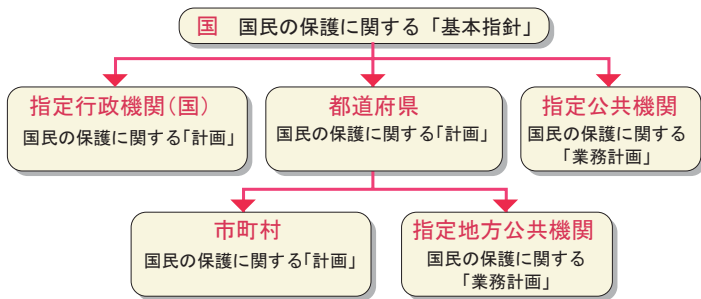 国 国民の保護に関する「基本指針」
指定行政機関(国)
国民の保護に関する「計画」
都道府県
国民の保護に関する「計画」
指定公共機関
国民の保護に関する
「業務計画」
市町村
国民の保護に関する「計画」
指定地方公共機関
国民の保護に関する
「業務計画」